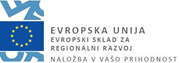 EVROPSKA UNIJA
EVROPSKI SKLAD ZA
REGIONALNI RAZVOJ
NALOŽBA V VAŠO PRIHODNOST